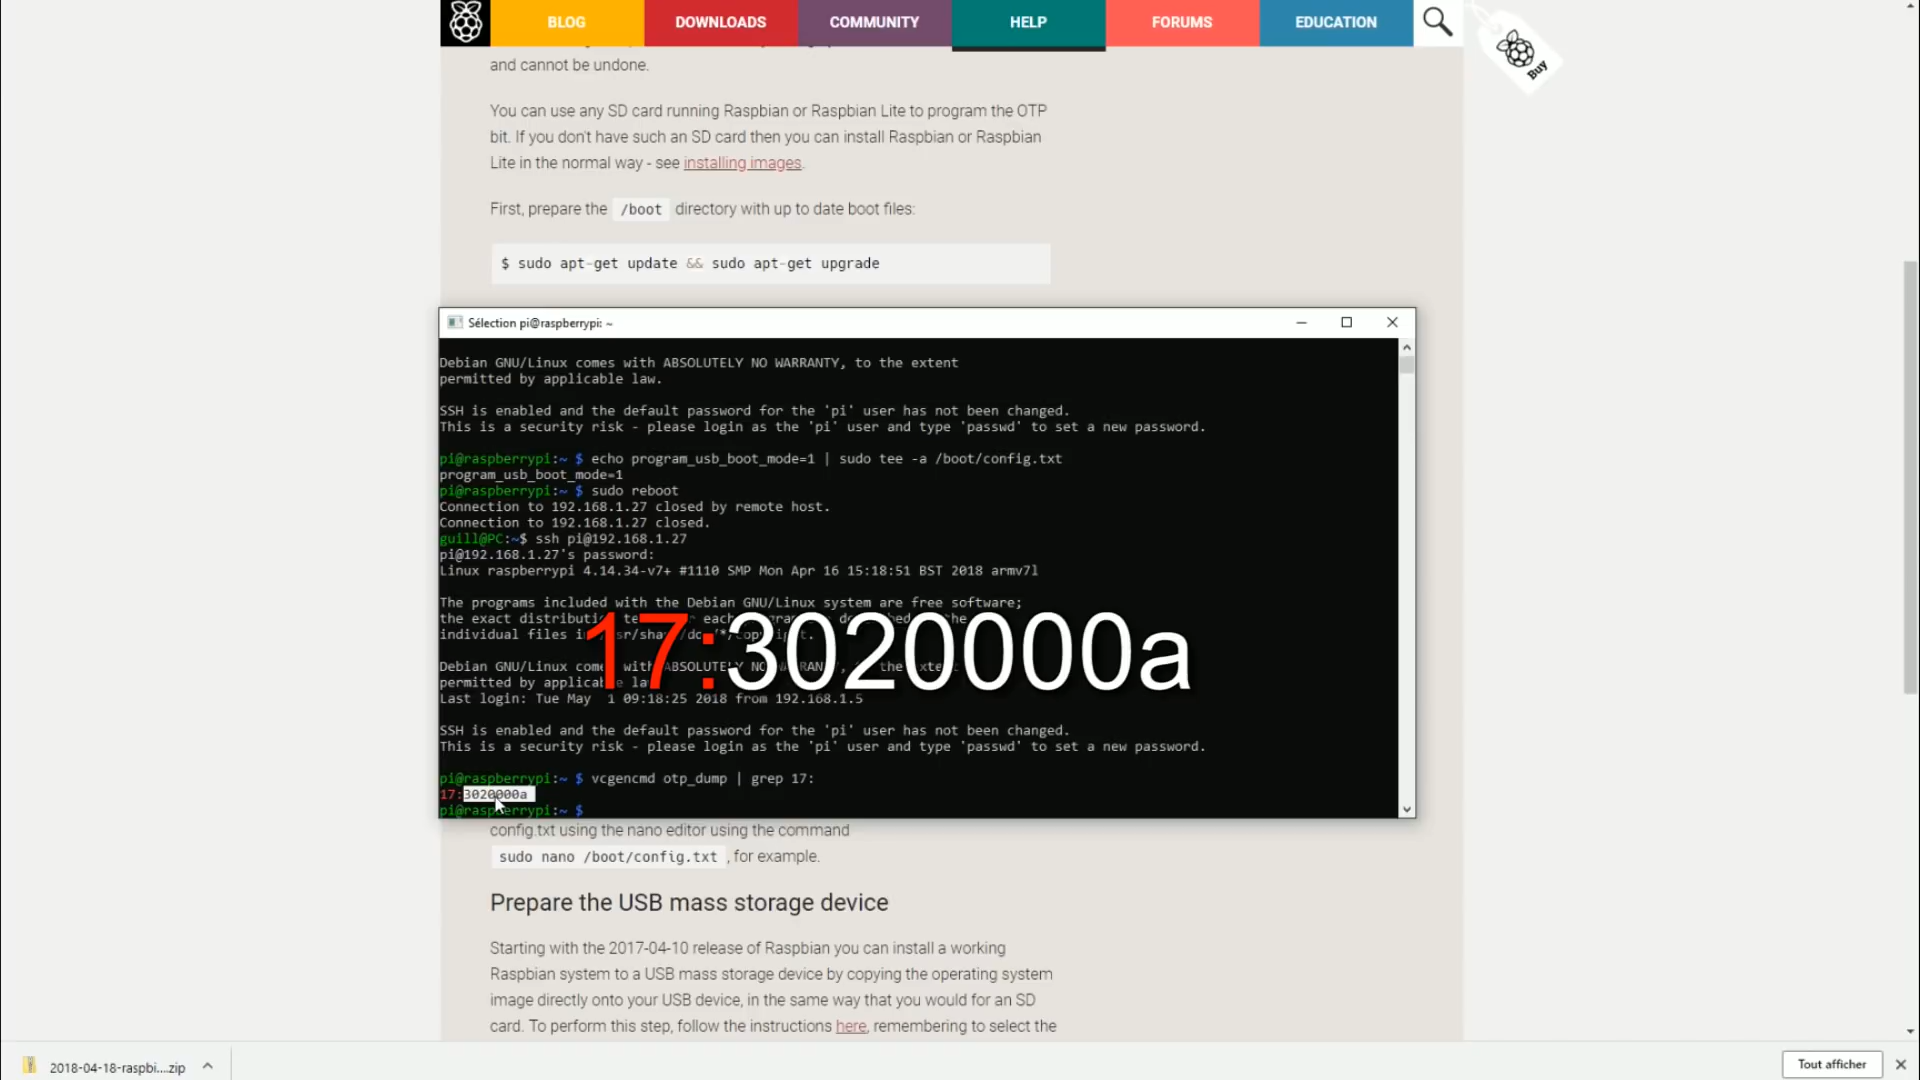 BLOG
DOWNLOADS
COMMUNITY
HELP
FORUMS
EDUCATION
Buy
and cannot be undone.
You can use any SD card running Raspbian or Raspbian Lite to program the OTP
bit. If you don't have such an SD card then you can install Raspbian or Raspbian
Lite in the normal way - see installing images.
First, prepare the /boot directory with up to date boot files:
$ sudo apt-get update && sudo apt-get upgrade
Sélection pi@raspberrypi: ~
Debian GNU/Linux comes with ABSOLUTELY NO WARRANTY, to the extent
permitted by applicable law.
SSH is enabled and the default password for the 'pi' user has not been changed.
This is a security risk - please login as the 'pi' user and type 'passwd' to set a new password.
pi@raspberrypi:~ $ echo program_usb_boot_mode=1 | sudo tee -a /boot/config.txt
program_usb_boot_mode=1
pi@raspberrypi:~ $ sudo reboot
Connection to 192.168.1.27 closed by remote host.
Connection to 192.168.1.27 closed.
guill@PC:~$ ssh pi@192.168.1.27
pi@192.168.1.27's password:
Linux raspberrypi 4.14.34-v7+ #1110 SMP Mon Apr 16 15:18:51 BST 2018 armv7l
The programs included with the Debian GNU/Linux system are free software;
the exact each the
individual files
17:3020000a
Debian GNU/Linux with ABSOLUTELY the
permitted by
Last login: Tue May  1 09:18:25 2018 from 192.168.1.5
SSH is enabled and the default password for the 'pi' user has not been changed.
This is a security risk - please login as the 'pi' user and type 'passwd' to set a new password.
pi@raspberrypi:~ $ vcgencmd otp_dump | grep 17:
17:3020000a
pi@raspberrypi:~ $
config.txt using the nano editor using the command
sudo nano /boot/config.txt , for example.
Prepare the USB mass storage device
Starting with the 2017-04-10 release of Raspbian you can install a working
Raspbian system to a USB mass storage device by copying the operating system
image directly onto your USB device, in the same way that you would for an SD
card. To perform this step, follow the instructions here, remembering to select the
2018-04-18-raspbi....zip
Tout afficher